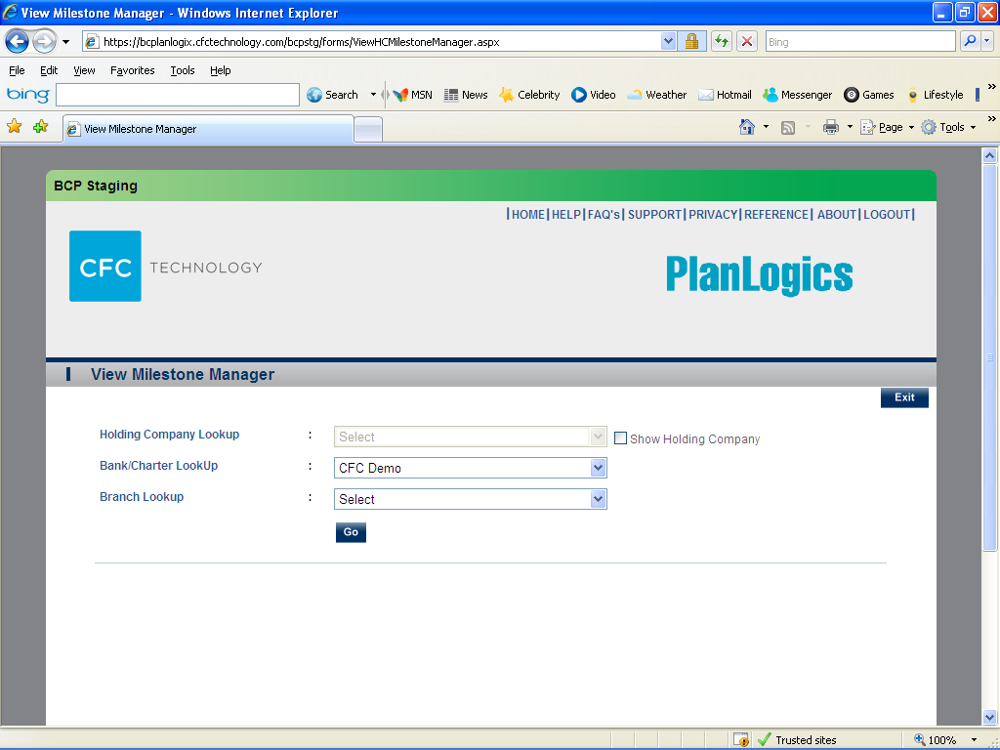 View Milestone Manager - Windows Internet Explorer
https://bcplanlogix.cfctechnology.com/bcpstg/forms/ViewHCMilestoneManager.aspx
Bing
File Edit View Favorites Tools Help
bing Search MSN News Celebrity Video Weather Hotmail Messenger Games Lifestyle
View Milestone Manager Page Tools
BCP Staging
|HOME|HELP|FAQ's| SUPPORT| PRIVACY| REFERENCE| ABOUT| LOGOUT|
CFC TECHNOLOGY
PlanLogics
View Milestone Manager
Exit
Holding Company Lookup : Select Show Holding Company
Bank/Charter LookUp : CFC Demo
Branch Lookup : Select
Go
Trusted sites 100%